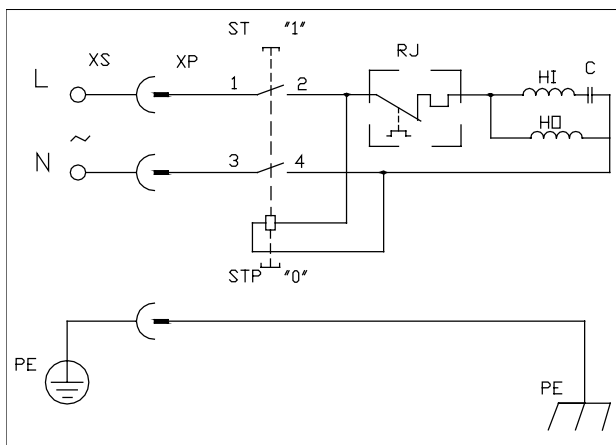 ST "1"
XS XP RJ
L 1 2 HI C
~ HO
N 3 4
STP "0"
PE
PE